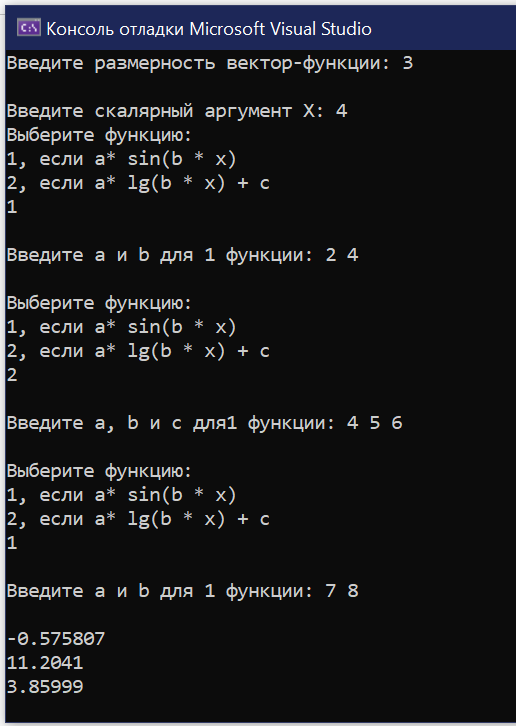 Консоль отладки Microsoft Visual Studio
Введите размерность вектор-функции: 3
Введите скалярный аргумент X: 4
Выберите функцию:
1, если a* sin(b * x)
2, если a* lg(b * x) + c
1
Введите a и b для 1 функции: 2 4
Выберите функцию:
1, если a* sin(b * x)
2, если a* lg(b * x) + c
2
Введите a, b и c для1 функции: 4 5 6
Выберите функцию:
1, если a* sin(b * x)
2, если a* lg(b * x) + c
1
Введите a и b для 1 функции: 7 8
-0.575807
11.2041
3.85999